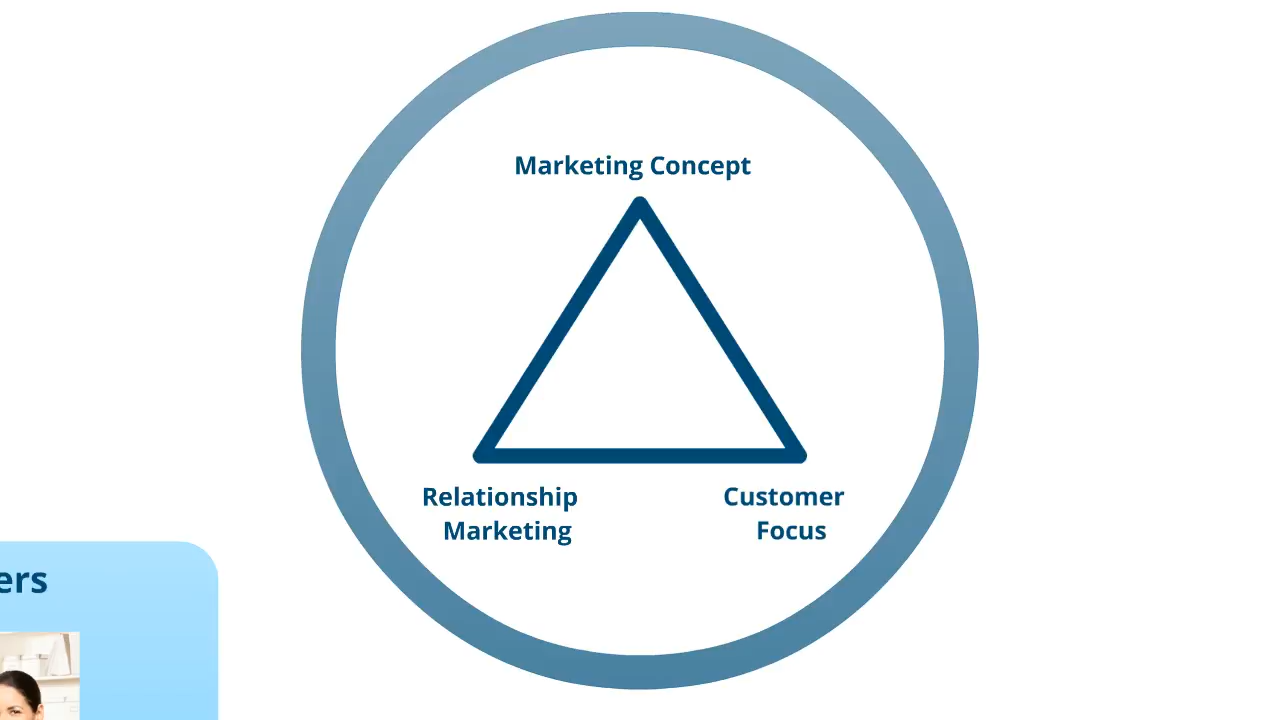 Marketing Concept
Relationship
Marketing
Customer
Focus
ers